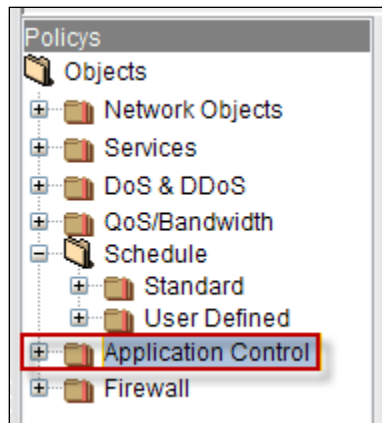 Policys
Objects
Network Objects
Services
DoS & DDoS
QoS/Bandwidth
Schedule
Standard
User Defined
Application Control
Firewall